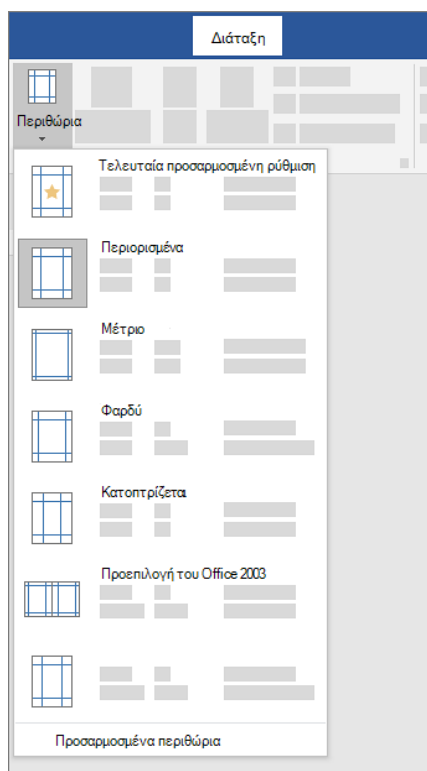 Διάταξη
Περιθώρια
Τελευταία προσαρμοσμένη ρύθμιση
Περιορισμένα
Μέτριο
Φαρδύ
Κατοπτρίζεται
Προεπιλογή του Office 2003
Προσαρμοσμένα περιθώρια